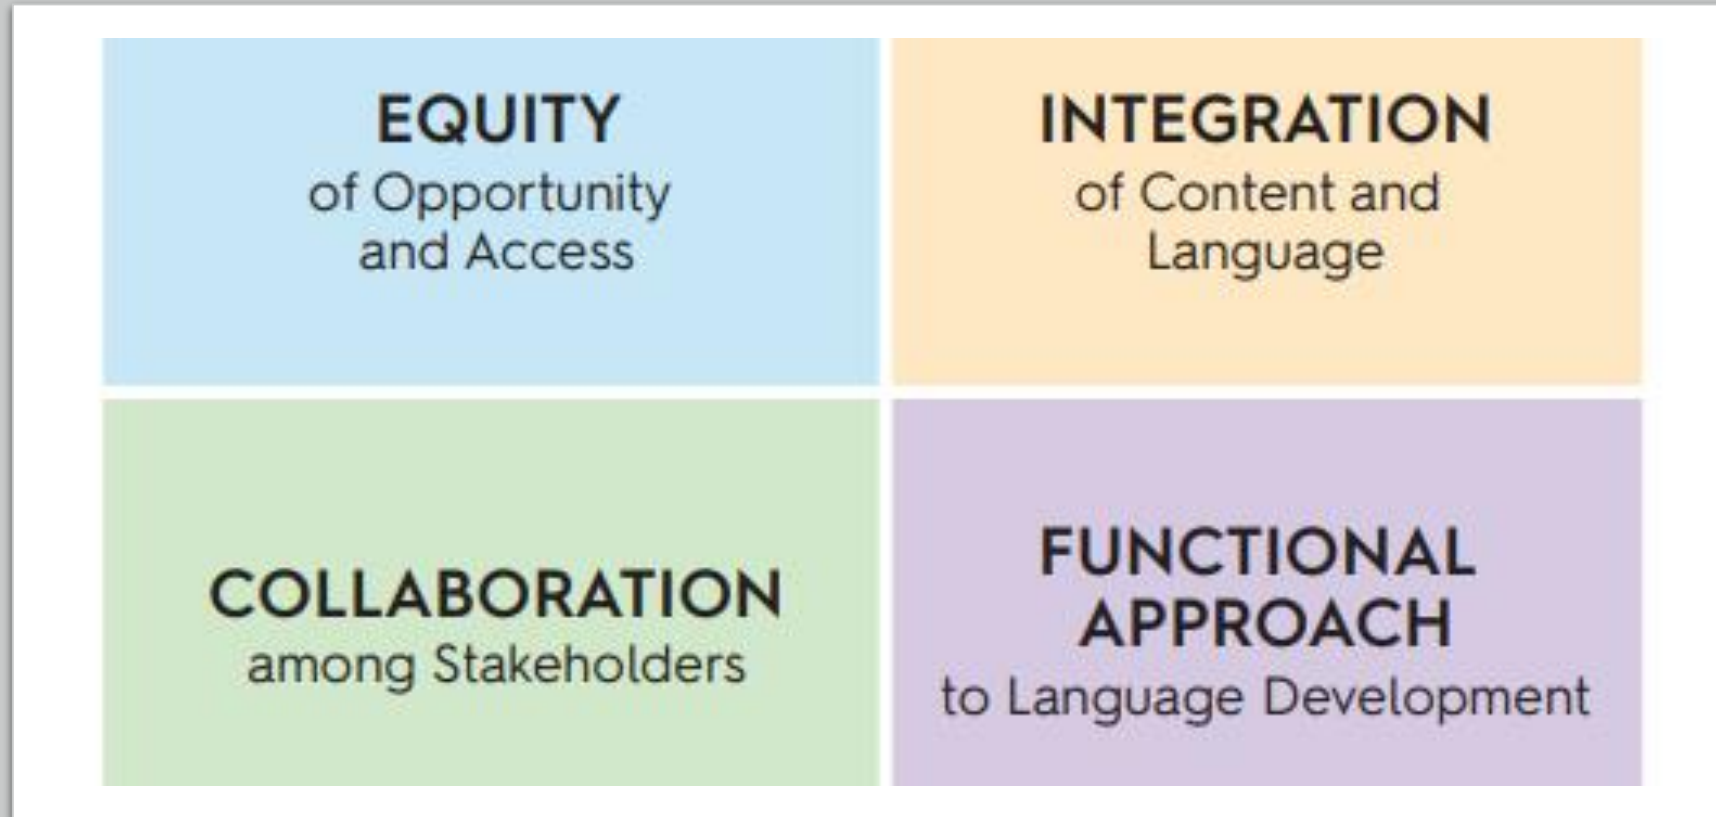 EQUITY
of Opportunity
and Access
INTEGRATION
of Content and
Language
COLLABORATION
among Stakeholders
FUNCTIONAL
APPROACH
to Language Development